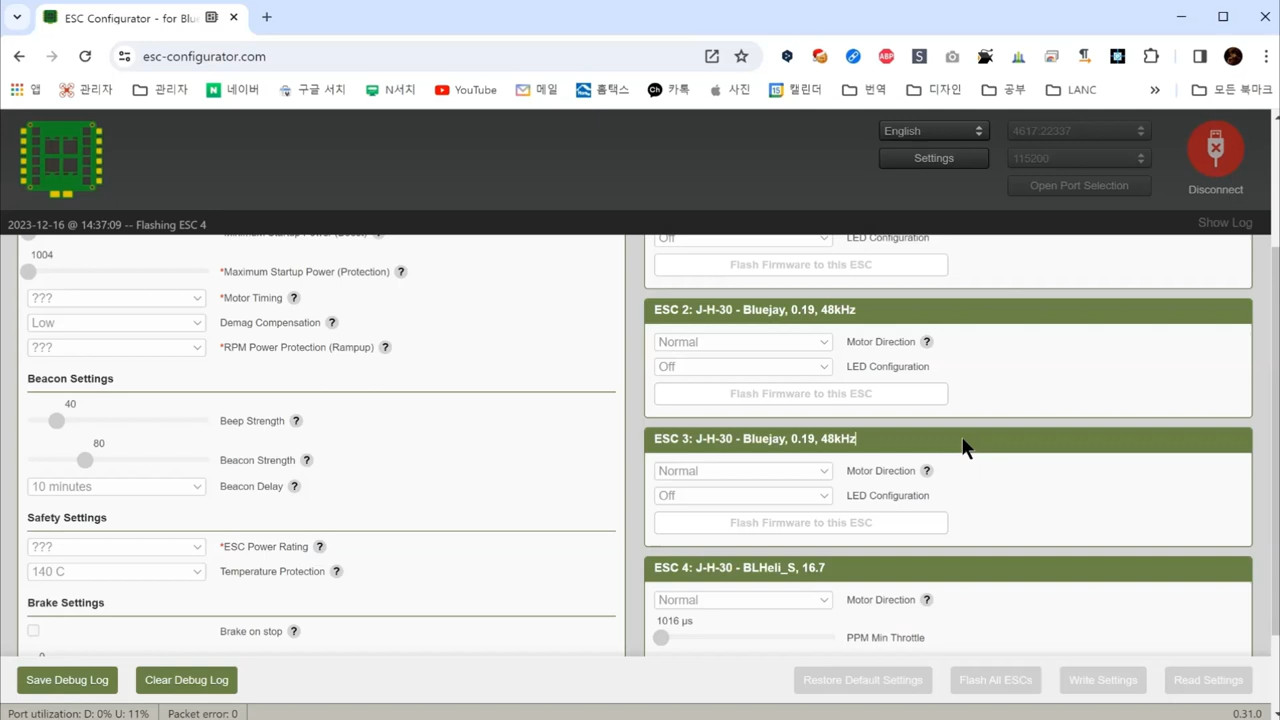 ESC Configurator - for Blu
esc-configurator.com
앱
관리자
관리자
네이버
구글 서치
N서치
YouTube
메일
홈택스
카톡
사진
캘린더
번역
디자인
공부
LANC
»
모든 북마크
English
4617:22337
Settings
115200
Open Port Selection
Disconnect
2023-12-16 @ 14:37:09 -- Flashing ESC 4
Show Log
1004
*Maximum Startup Power (Protection) ?
??? *Motor Timing ?
Low Demag Compensation ?
??? *RPM Power Protection (Rampup) ?
Beacon Settings
40
Beep Strength ?
80
Beacon Strength ?
10 minutes Beacon Delay ?
Safety Settings
??? *ESC Power Rating ?
140 C Temperature Protection ?
Brake Settings
Brake on stop ?
Off LED Configuration
Flash Firmware to this ESC
ESC 2: J-H-30 - Bluejay, 0.19, 48kHz
Normal Motor Direction ?
Off LED Configuration
Flash Firmware to this ESC
ESC 3: J-H-30 - Bluejay, 0.19, 48kHz
Normal Motor Direction ?
Off LED Configuration
Flash Firmware to this ESC
ESC 4: J-H-30 - BLHeli_S, 16.7
Normal Motor Direction ?
1016 µs
PPM Min Throttle
Save Debug Log
Clear Debug Log
Restore Default Settings
Flash All ESCs
Write Settings
Read Settings
Port utilization: D: 0% U: 11%
Packet error: 0
0.31.0